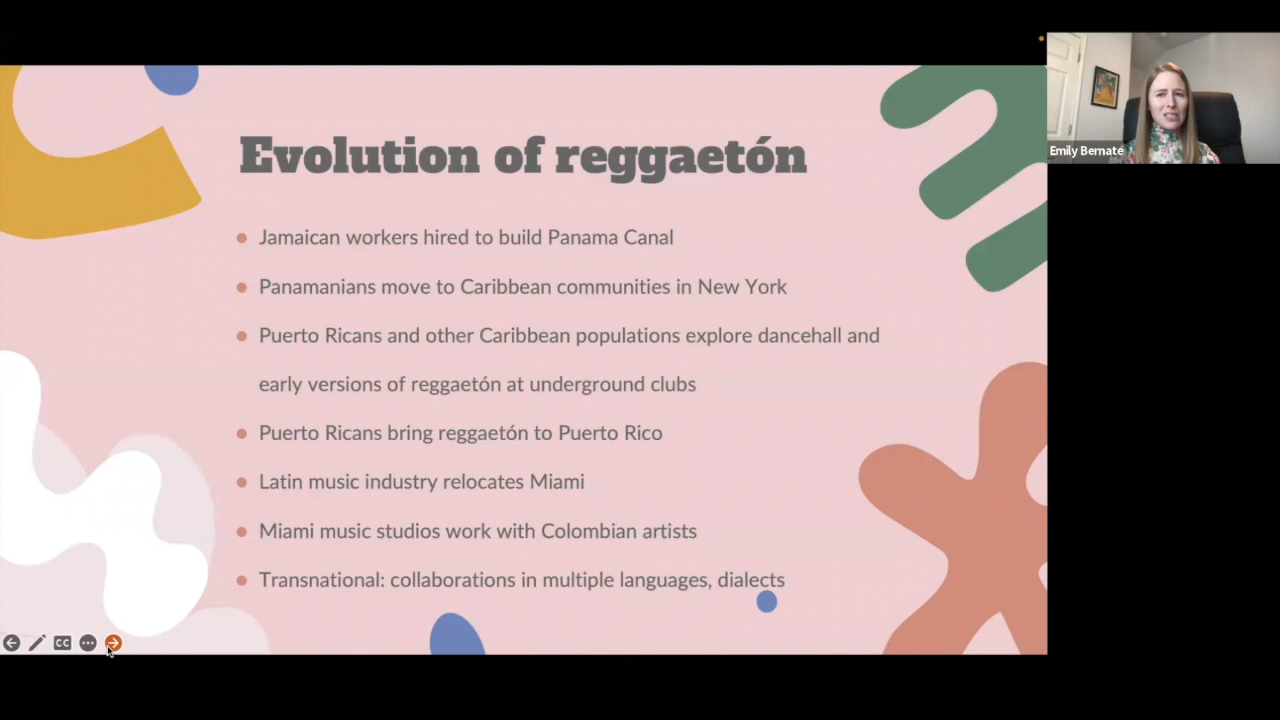 Evolution of reggaetón
Jamaican workers hired to build Panama Canal
Panamanians move to Caribbean communities in New York
Puerto Ricans and other Caribbean populations explore dancehall and
early versions of reggaetón at underground clubs
Puerto Ricans bring reggaetón to Puerto Rico
Latin music industry relocates Miami
Miami music studios work with Colombian artists
Transnational: collaborations in multiple languages, dialects
CC
Emily Bernate